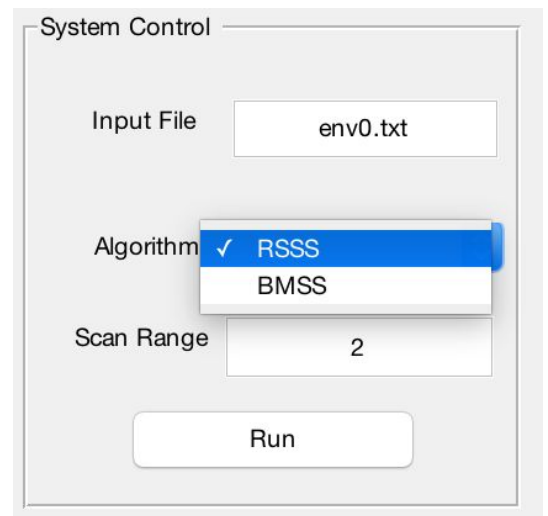 System Control
Input File env0.txt
Algorithm ✓ RSSS
BMSS
Scan Range 2
Run